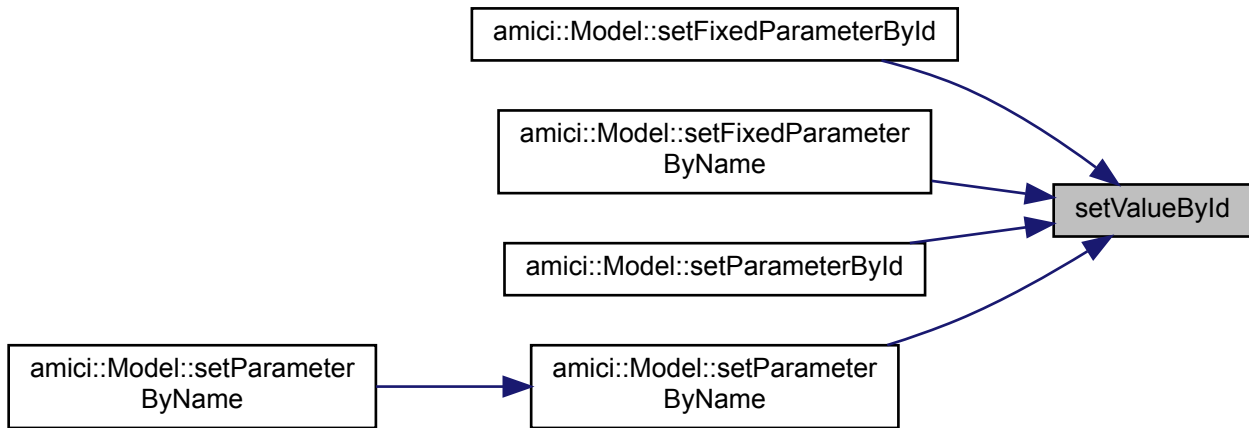 amici::Model::setFixedParameterById
amici::Model::setFixedParameter
ByName
setValueById
amici::Model::setParameterById
amici::Model::setParameter
ByName
amici::Model::setParameter
ByName